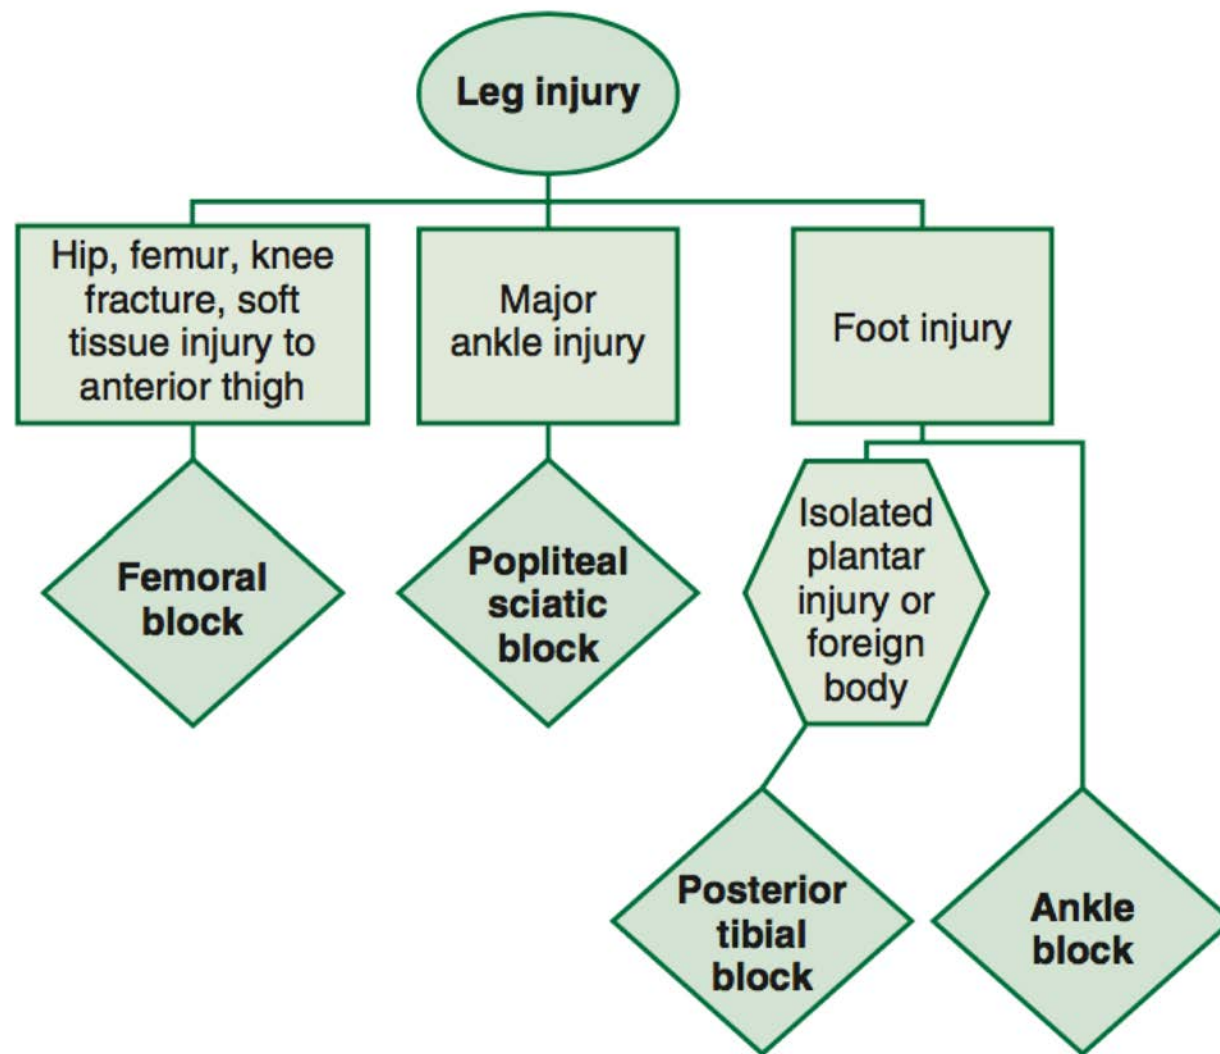 Leg injury
Hip, femur, knee
fracture, soft
tissue injury to
anterior thigh
Major
ankle injury
Foot injury
Femoral
block
Popliteal
sciatic
block
Isolated
plantar
injury or
foreign
body
Posterior
tibial
block
Ankle
block